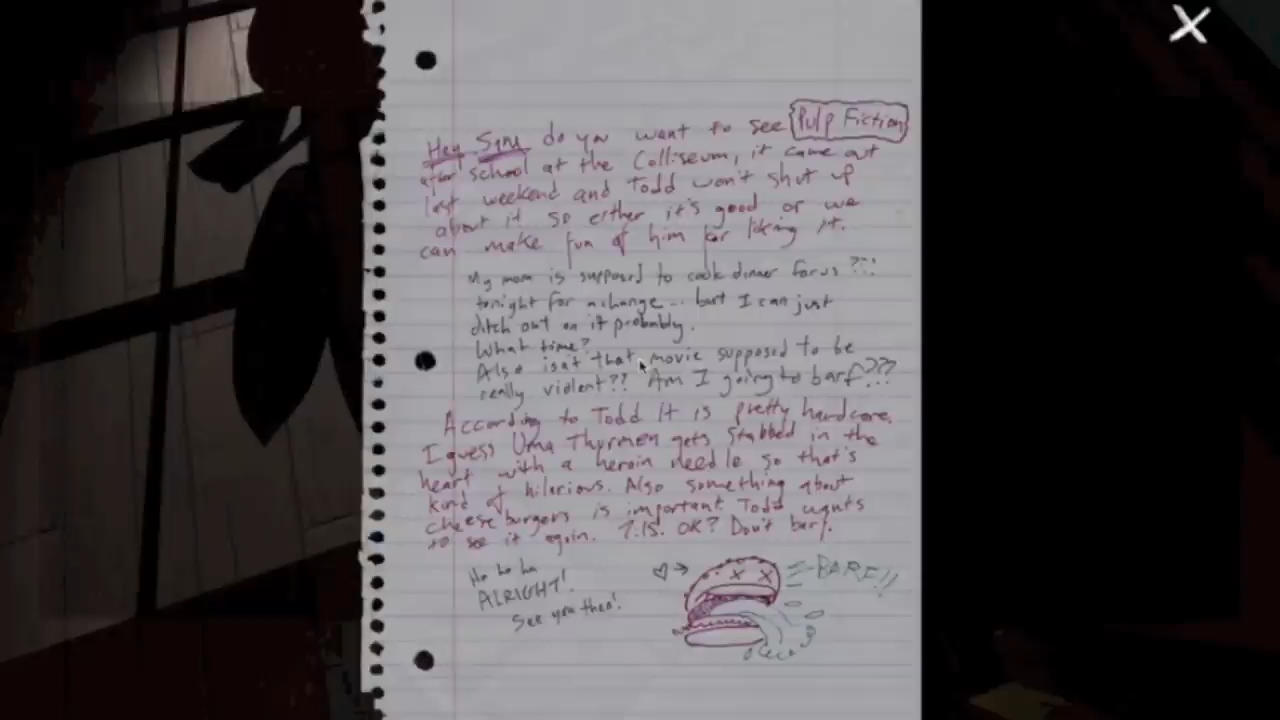 Hey Sam do you want to see Pulp Fiction
after school at the Colliseum, it came out
last weekend and Todd won't shut up
about it so either it's good or we
can make fun of him for liking it.
My mom is supposed to cook dinner for us ???
tonight for a change... but I can just
ditch out on it probably.
What time?
Also isn't that movie supposed to be
really violent?? Am I going to barf???
According to Todd It is pretty hardcore.
I guess Uma Thurmen gets stabbed in the
heart with a heroin needle so that's
kind of hilarious. Also something about
cheeseburgers is important. Todd wants
to see it again. 7:15. OK? Don't barf.
Ha ha ha
ALRIGHT!
See you then!
BARF!!